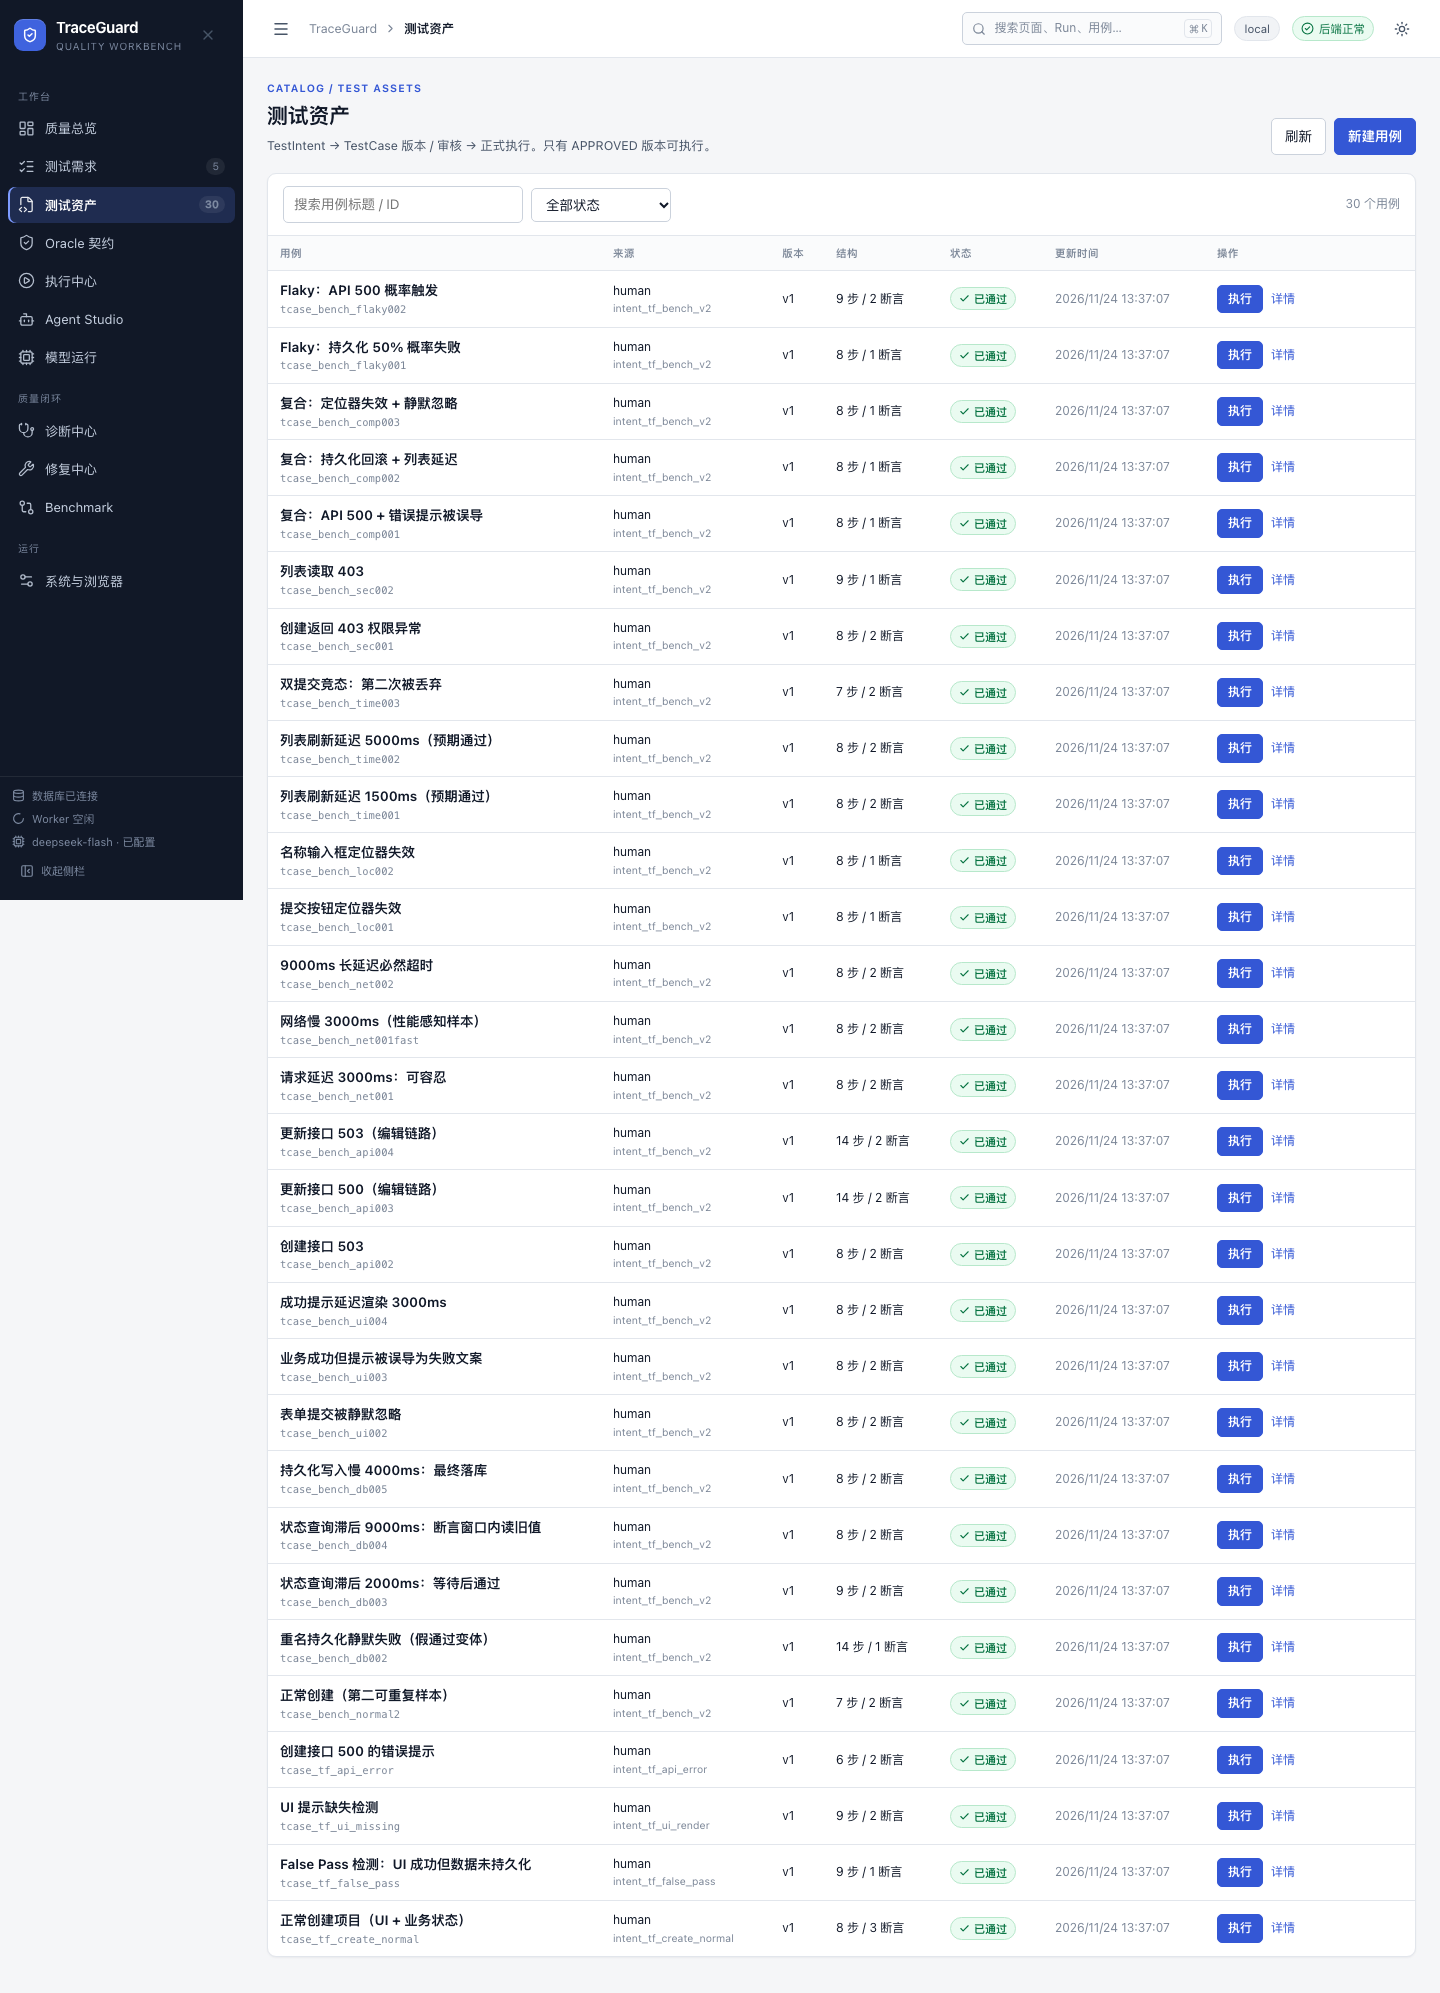 TraceGuard
QUALITY WORKBENCH
工作台
质量总览
测试需求 5
测试资产 30
Oracle 契约
执行中心
Agent Studio
模型运行
质量闭环
诊断中心
修复中心
Benchmark
运行
系统与浏览器
数据库已连接
Worker 空闲
deepseek-flash · 已配置
收起侧栏
TraceGuard > 测试资产
搜索页面、Run、用例... ⌘K
local
后端正常
CATALOG / TEST ASSETS
测试资产
TestIntent → TestCase 版本 / 审核 → 正式执行。只有 APPROVED 版本可执行。
刷新
新建用例
搜索用例标题 / ID
全部状态
30 个用例
用例 来源 版本 结构 状态 更新时间 操作
Flaky：API 500 概率触发 human v1 9 步 / 2 断言 已通过 2026/11/24 13:37:07 执行 详情
tcase_bench_flaky002 intent_tf_bench_v2
Flaky：持久化 50% 概率失败 human v1 8 步 / 1 断言 已通过 2026/11/24 13:37:07 执行 详情
tcase_bench_flaky001 intent_tf_bench_v2
复合：定位器失效 + 静默忽略 human v1 8 步 / 1 断言 已通过 2026/11/24 13:37:07 执行 详情
tcase_bench_comp003 intent_tf_bench_v2
复合：持久化回滚 + 列表延迟 human v1 8 步 / 1 断言 已通过 2026/11/24 13:37:07 执行 详情
tcase_bench_comp002 intent_tf_bench_v2
复合：API 500 + 错误提示被误导 human v1 8 步 / 1 断言 已通过 2026/11/24 13:37:07 执行 详情
tcase_bench_comp001 intent_tf_bench_v2
列表读取 403 human v1 9 步 / 1 断言 已通过 2026/11/24 13:37:07 执行 详情
tcase_bench_sec002 intent_tf_bench_v2
创建返回 403 权限异常 human v1 8 步 / 2 断言 已通过 2026/11/24 13:37:07 执行 详情
tcase_bench_sec001 intent_tf_bench_v2
双提交竞态：第二次被丢弃 human v1 7 步 / 2 断言 已通过 2026/11/24 13:37:07 执行 详情
tcase_bench_time003 intent_tf_bench_v2
列表刷新延迟 5000ms（预期通过） human v1 8 步 / 2 断言 已通过 2026/11/24 13:37:07 执行 详情
tcase_bench_time002 intent_tf_bench_v2
列表刷新延迟 1500ms（预期通过） human v1 8 步 / 2 断言 已通过 2026/11/24 13:37:07 执行 详情
tcase_bench_time001 intent_tf_bench_v2
名称输入框定位器失效 human v1 8 步 / 1 断言 已通过 2026/11/24 13:37:07 执行 详情
tcase_bench_loc002 intent_tf_bench_v2
提交按钮定位器失效 human v1 8 步 / 1 断言 已通过 2026/11/24 13:37:07 执行 详情
tcase_bench_loc001 intent_tf_bench_v2
9000ms 长延迟必然超时 human v1 8 步 / 2 断言 已通过 2026/11/24 13:37:07 执行 详情
tcase_bench_net002 intent_tf_bench_v2
网络慢 3000ms（性能感知样本） human v1 8 步 / 2 断言 已通过 2026/11/24 13:37:07 执行 详情
tcase_bench_net001fast intent_tf_bench_v2
请求延迟 3000ms：可容忍 human v1 8 步 / 2 断言 已通过 2026/11/24 13:37:07 执行 详情
tcase_bench_net001 intent_tf_bench_v2
更新接口 503（编辑链路） human v1 14 步 / 2 断言 已通过 2026/11/24 13:37:07 执行 详情
tcase_bench_api004 intent_tf_bench_v2
更新接口 500（编辑链路） human v1 14 步 / 2 断言 已通过 2026/11/24 13:37:07 执行 详情
tcase_bench_api003 intent_tf_bench_v2
创建接口 503 human v1 8 步 / 2 断言 已通过 2026/11/24 13:37:07 执行 详情
tcase_bench_api002 intent_tf_bench_v2
成功提示延迟渲染 3000ms human v1 8 步 / 2 断言 已通过 2026/11/24 13:37:07 执行 详情
tcase_bench_ui004 intent_tf_bench_v2
业务成功但提示被误导为失败文案 human v1 8 步 / 2 断言 已通过 2026/11/24 13:37:07 执行 详情
tcase_bench_ui003 intent_tf_bench_v2
表单提交被静默忽略 human v1 8 步 / 2 断言 已通过 2026/11/24 13:37:07 执行 详情
tcase_bench_ui002 intent_tf_bench_v2
持久化写入慢 4000ms：最终落库 human v1 8 步 / 2 断言 已通过 2026/11/24 13:37:07 执行 详情
tcase_bench_db005 intent_tf_bench_v2
状态查询滞后 9000ms：断言窗口内读旧值 human v1 8 步 / 2 断言 已通过 2026/11/24 13:37:07 执行 详情
tcase_bench_db004 intent_tf_bench_v2
状态查询滞后 2000ms：等待后通过 human v1 9 步 / 2 断言 已通过 2026/11/24 13:37:07 执行 详情
tcase_bench_db003 intent_tf_bench_v2
重名持久化静默失败（假通过变体） human v1 14 步 / 1 断言 已通过 2026/11/24 13:37:07 执行 详情
tcase_bench_db002 intent_tf_bench_v2
正常创建（第二可重复样本） human v1 7 步 / 2 断言 已通过 2026/11/24 13:37:07 执行 详情
tcase_bench_normal2 intent_tf_bench_v2
创建接口 500 的错误提示 human v1 6 步 / 2 断言 已通过 2026/11/24 13:37:07 执行 详情
tcase_tf_api_error intent_tf_api_error
UI 提示缺失检测 human v1 9 步 / 2 断言 已通过 2026/11/24 13:37:07 执行 详情
tcase_tf_ui_missing intent_tf_ui_render
False Pass 检测：UI 成功但数据未持久化 human v1 9 步 / 1 断言 已通过 2026/11/24 13:37:07 执行 详情
tcase_tf_false_pass intent_tf_false_pass
正常创建项目（UI + 业务状态） human v1 8 步 / 3 断言 已通过 2026/11/24 13:37:07 执行 详情
tcase_tf_create_normal intent_tf_create_normal